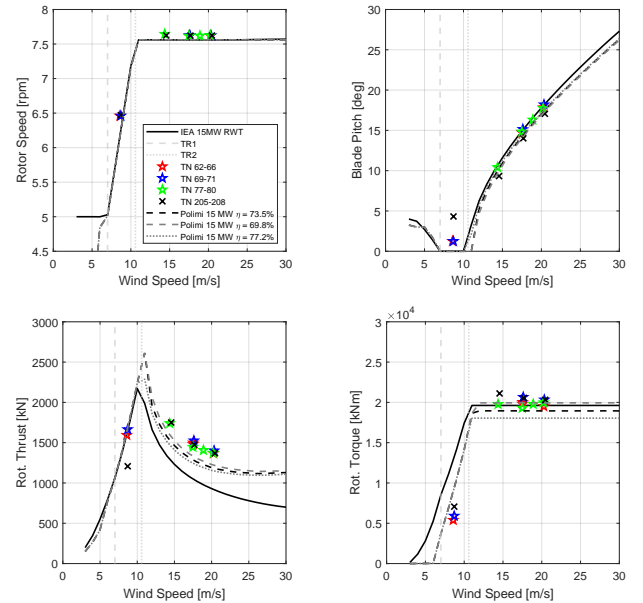 8
7.5
7
6.5
6
5.5
5
4.5
0 5 10 15 20 25 30
Wind Speed [m/s]
Rotor Speed [rpm]
IEA 15MW RWT
TR1
TR2
TN 62-66
TN 69-71
TN 77-80
TN 205-208
Polimi 15 MW η = 73.5%
Polimi 15 MW η = 69.8%
Polimi 15 MW η = 77.2%
30
25
20
15
10
5
0
0 5 10 15 20 25 30
Wind Speed [m/s]
Blade Pitch [deg]
3000
2500
2000
1500
1000
500
0
0 5 10 15 20 25 30
Wind Speed [m/s]
Rot. Thrust [kN]
×10⁴
3
2.5
2
1.5
1
0.5
0
0 5 10 15 20 25 30
Wind Speed [m/s]
Rot. Torque [kNm]